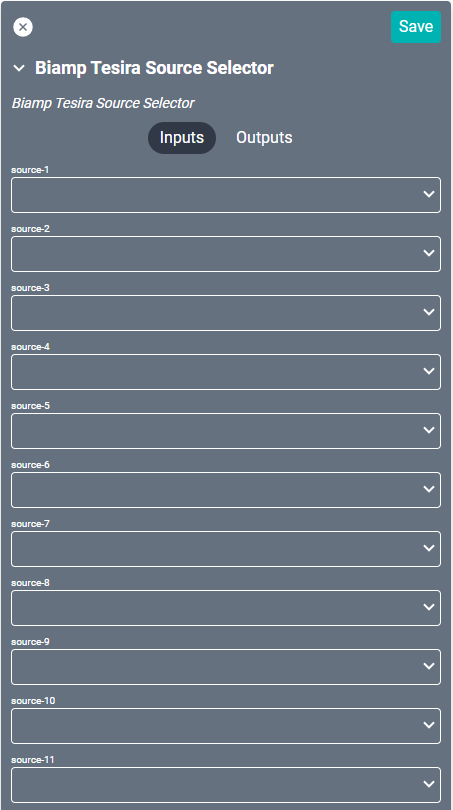 Save
Biamp Tesira Source Selector
Biamp Tesira Source Selector
Inputs Outputs
source-1
source-2
source-3
source-4
source-5
source-6
source-7
source-8
source-9
source-10
source-11